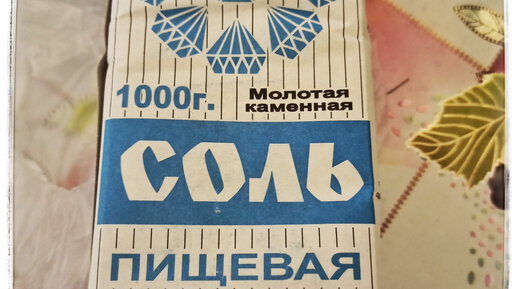 1000г.
Молотая
каменная
СОЛЬ
ПИЩЕВАЯ